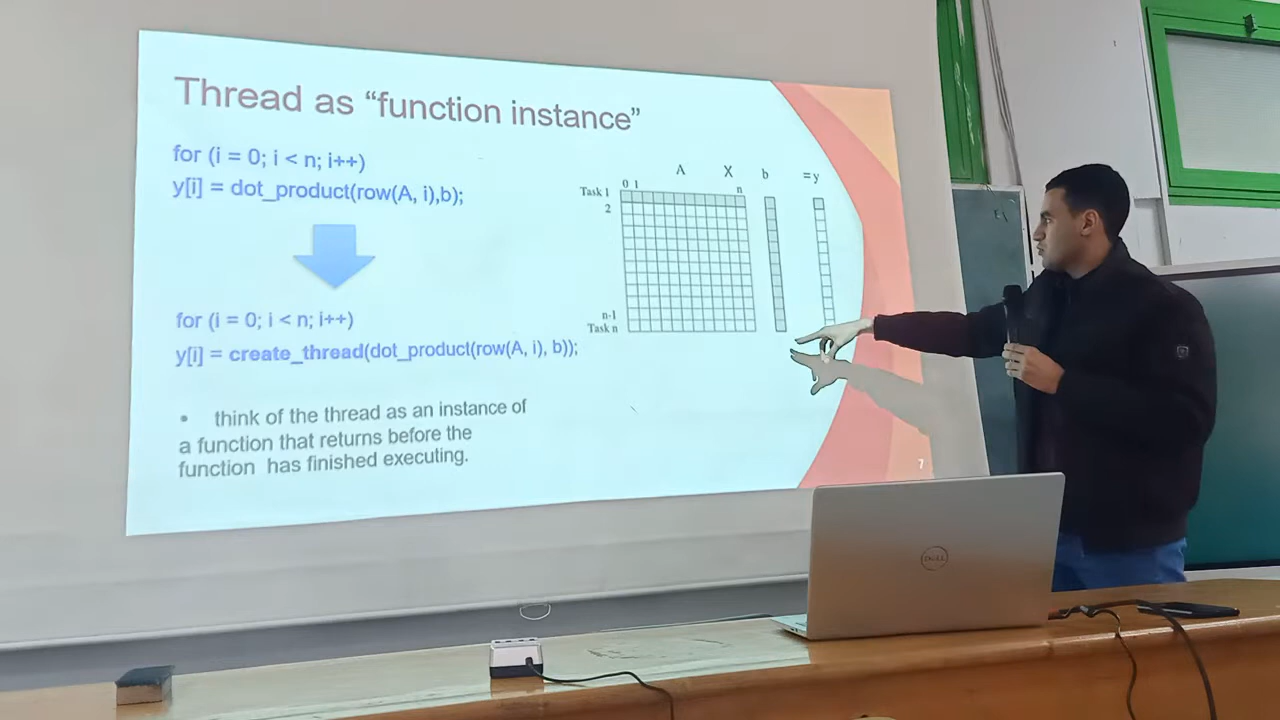 Thread as “function instance”
for (i = 0; i < n; i++)
y[i] = dot_product(row(A, i),b);
for (i = 0; i < n; i++)
y[i] = create_thread(dot_product(row(A, i), b));
• think of the thread as an instance of
a function that returns before the
function has finished executing.
A X b =y
0 1 n
Task 1
2
n-1
Task n
7
DELL